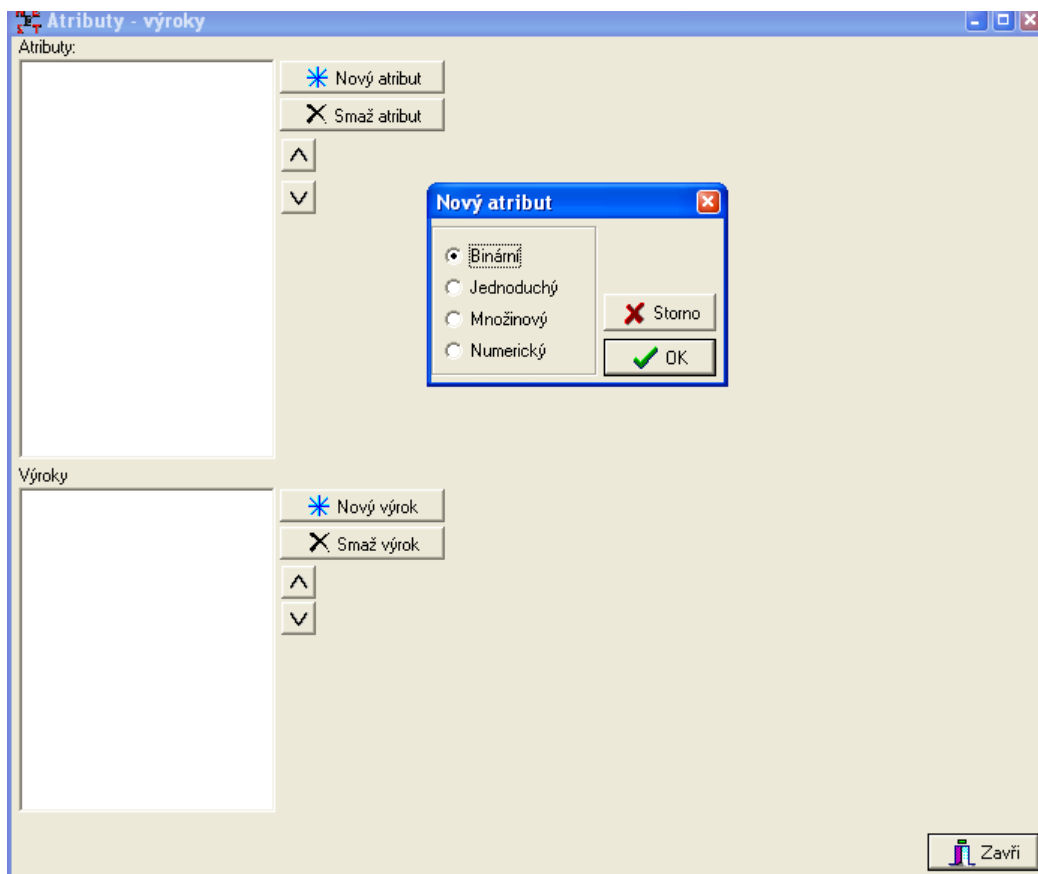 Atributy - výroky
Atributy:
Nový atribut
Smaž atribut
Nový atribut
Binární
Jednoduchý
Množinový
Numerický
Storno
OK
Výroky
Nový výrok
Smaž výrok
Zavři